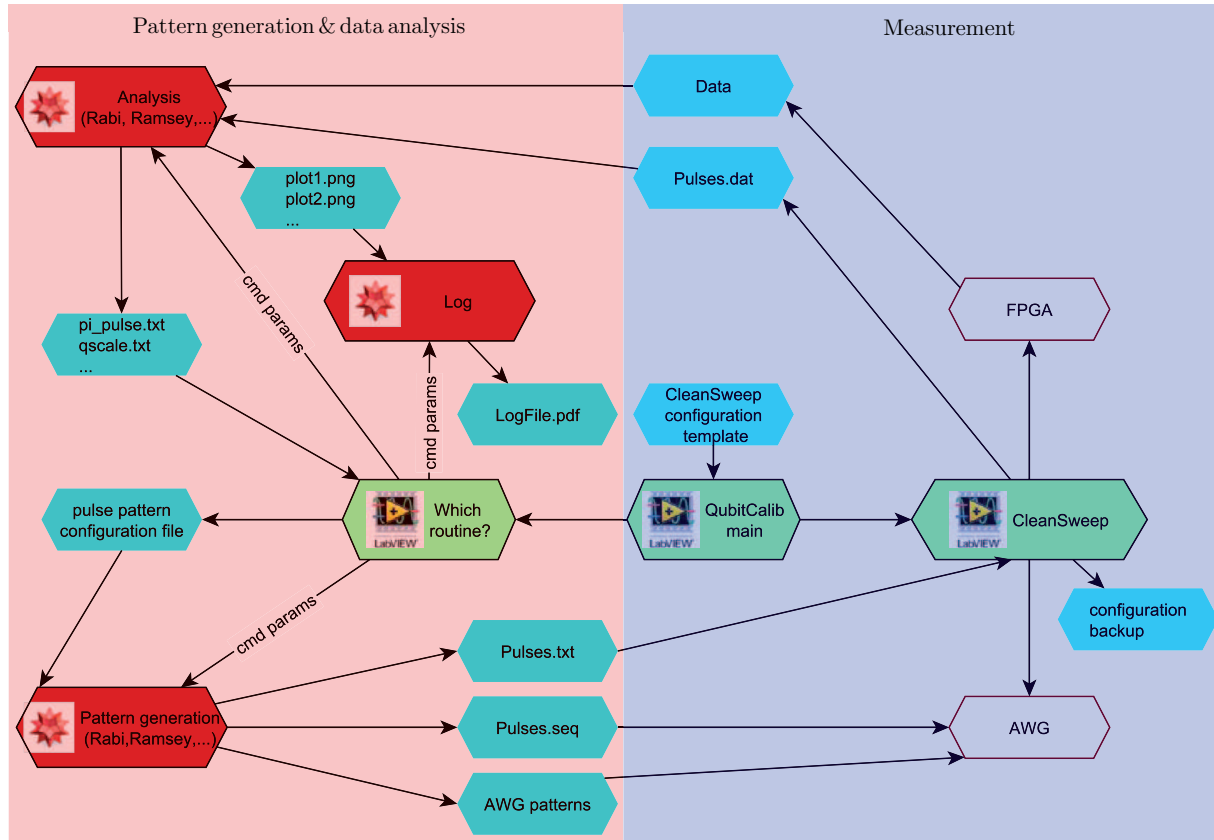 Pattern generation & data analysis
Measurement
Analysis
(Rabi, Ramsey,...)
Data
Pulses.dat
plot1.png
plot2.png
...
cmd params
Log
FPGA
pi_pulse.txt
qscale.txt
...
cmd params
LogFile.pdf
CleanSweep
configuration
template
pulse pattern
configuration file
LabVIEW
Which
routine?
LabVIEW
QubitCalib
main
LabVIEW
CleanSweep
cmd params
configuration
backup
Pulses.txt
Pattern generation
(Rabi,Ramsey,...)
Pulses.seq
AWG
AWG patterns